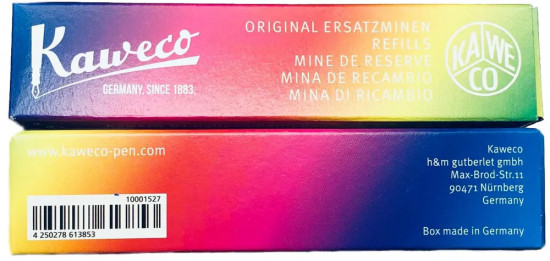 Kaweco
GERMANY. SINCE 1883.
ORIGINAL ERSATZMINEN
REFILLS
MINE DE RESERVE
MINA DE RECAMBIO
MINA DI RICAMBIO
KA WE
CO
www.kaweco-pen.com
10001527
4 250278 613853
Kaweco
h&m gutberlet gmbh
Max-Brod-Str.11
90471 Nürnberg
Germany
Box made in Germany